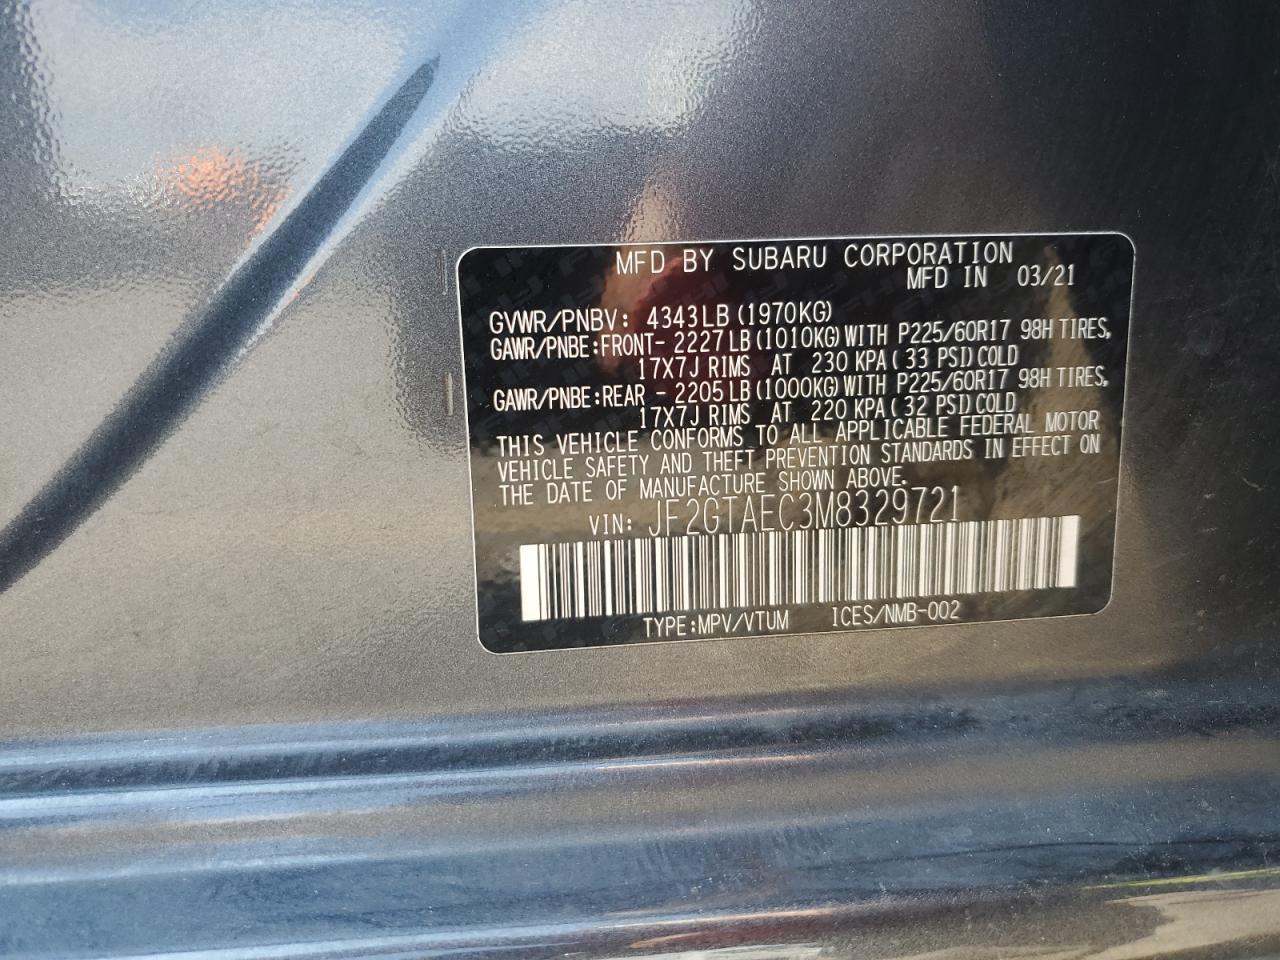 MFD BY SUBARU CORPORATION
MFD IN 03/21
GVWR/PNBV: 4343LB (1970KG)
GAWR/PNBE:FRONT- 2227LB (1010KG) WITH P225/60R17 98H TIRES,
17X7J RIMS AT 230 KPA (33 PSI) COLD
GAWR/PNBE:REAR - 2205LB (1000KG) WITH P225/60R17 98H TIRES,
17X7J RIMS AT 220 KPA (32 PSI) COLD
THIS VEHICLE CONFORMS TO ALL APPLICABLE FEDERAL MOTOR
VEHICLE SAFETY AND THEFT PREVENTION STANDARDS IN EFFECT ON
THE DATE OF MANUFACTURE SHOWN ABOVE.
VIN: JF2GTAEC3M8329721
TYPE:MPV/VTUM ICES/NMB-002